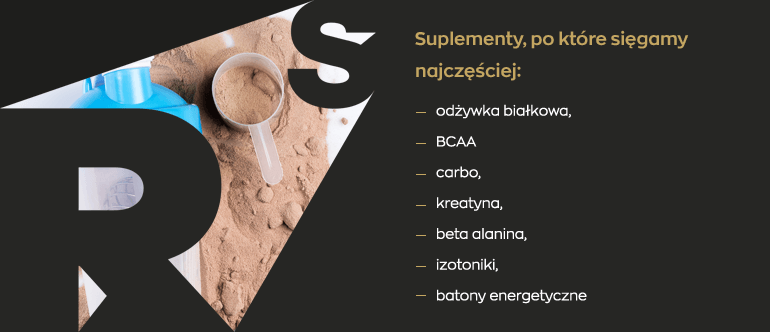 R
S
Suplementy, po które sięgamy
najczęściej:
– odżywka białkowa,
– BCAA
– carbo,
– kreatyna,
– beta alanina,
– izotoniki,
– batony energetyczne